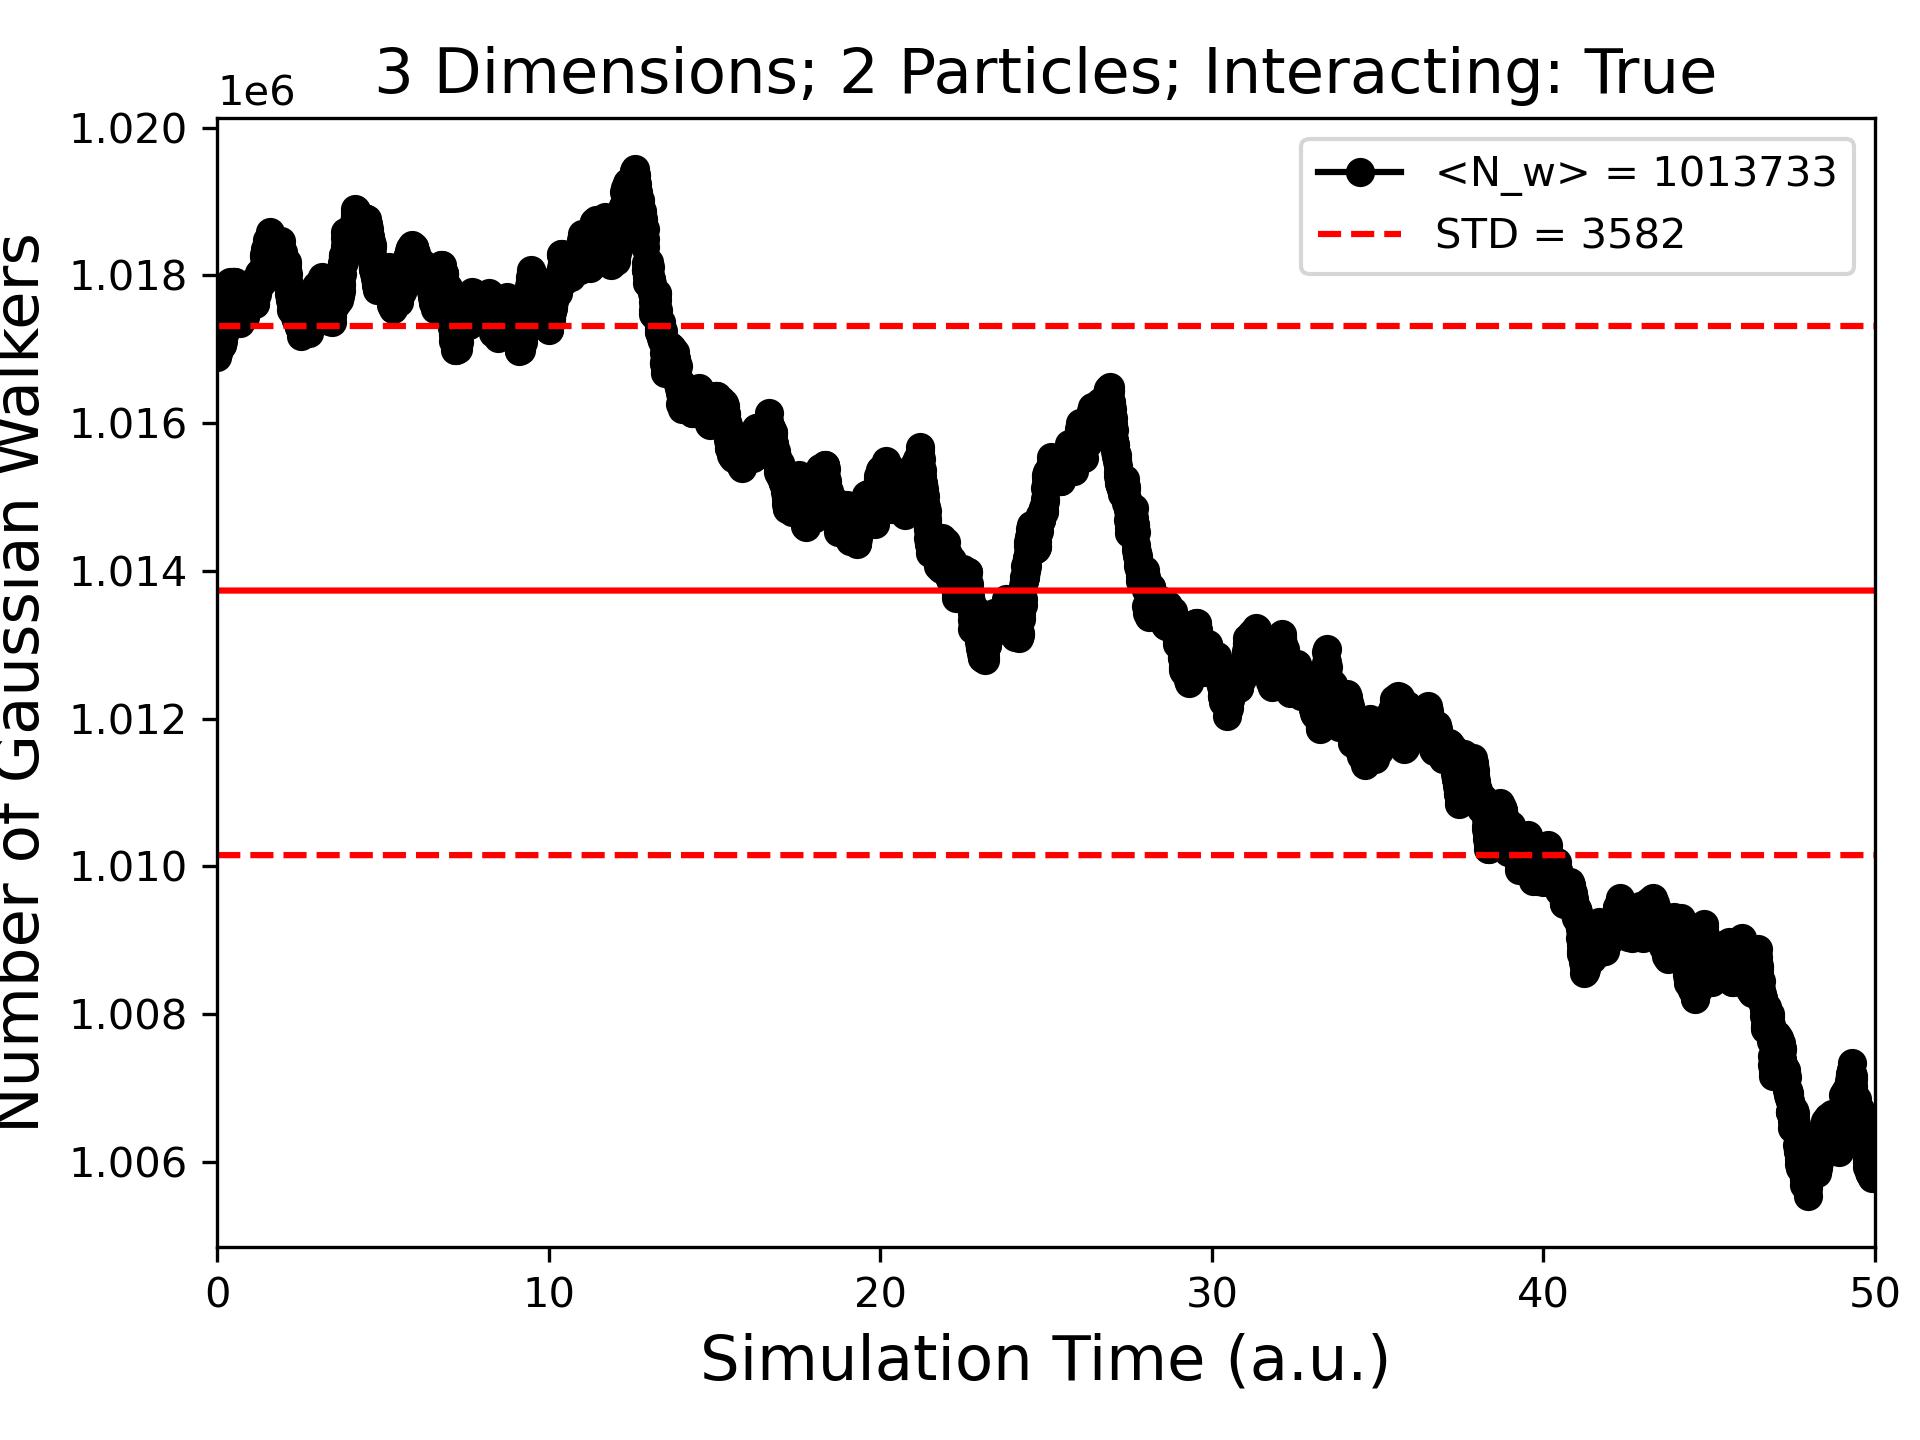 3 Dimensions; 2 Particles; Interacting: True
1e6
1.020
1.018
1.016
1.014
1.012
1.010
1.008
1.006
Number of Gaussian Walkers
<N_w> = 1013733
STD = 3582
0
10
20
30
40
50
Simulation Time (a.u.)